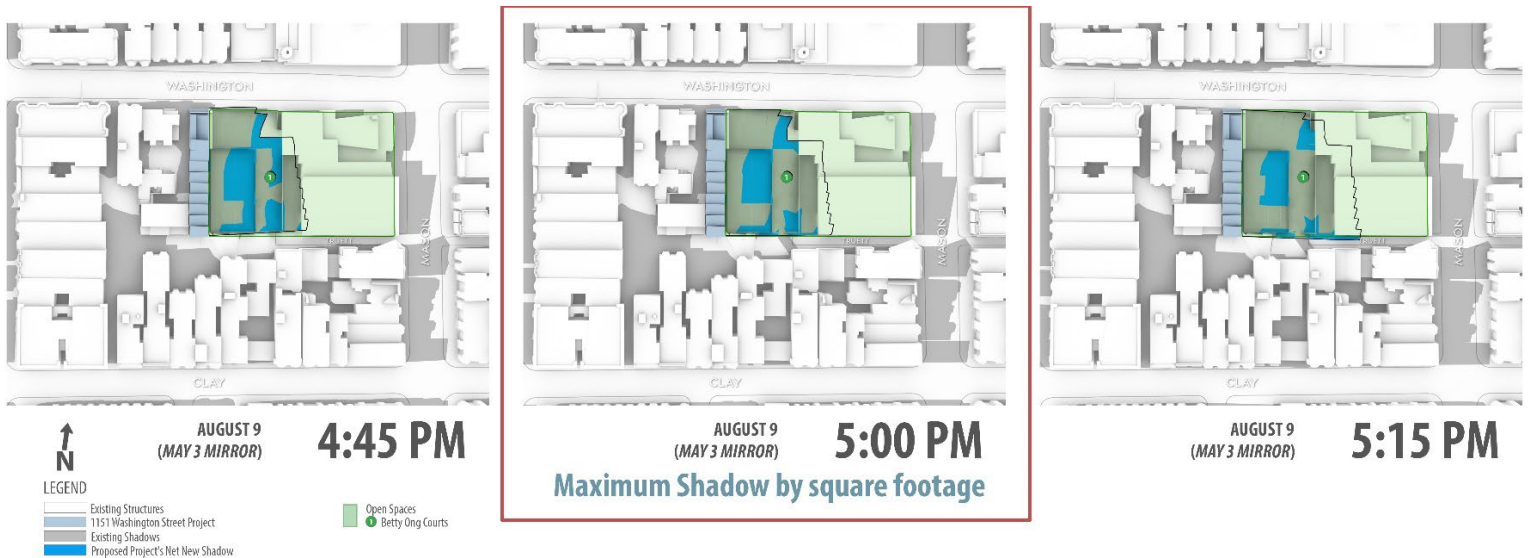 WASHINGTON
1
TRUETT
MASON
CLAY
AUGUST 9
(MAY 3 MIRROR)
4:45 PM
WASHINGTON
1
TRUETT
MASON
CLAY
AUGUST 9
(MAY 3 MIRROR)
5:00 PM
Maximum Shadow by square footage
WASHINGTON
1
TRUETT
MASON
CLAY
AUGUST 9
(MAY 3 MIRROR)
5:15 PM
N
LEGEND
Existing Structures
1151 Washington Street Project
Existing Shadows
Proposed Project's Net New Shadow
Open Spaces
1 Betty Ong Courts